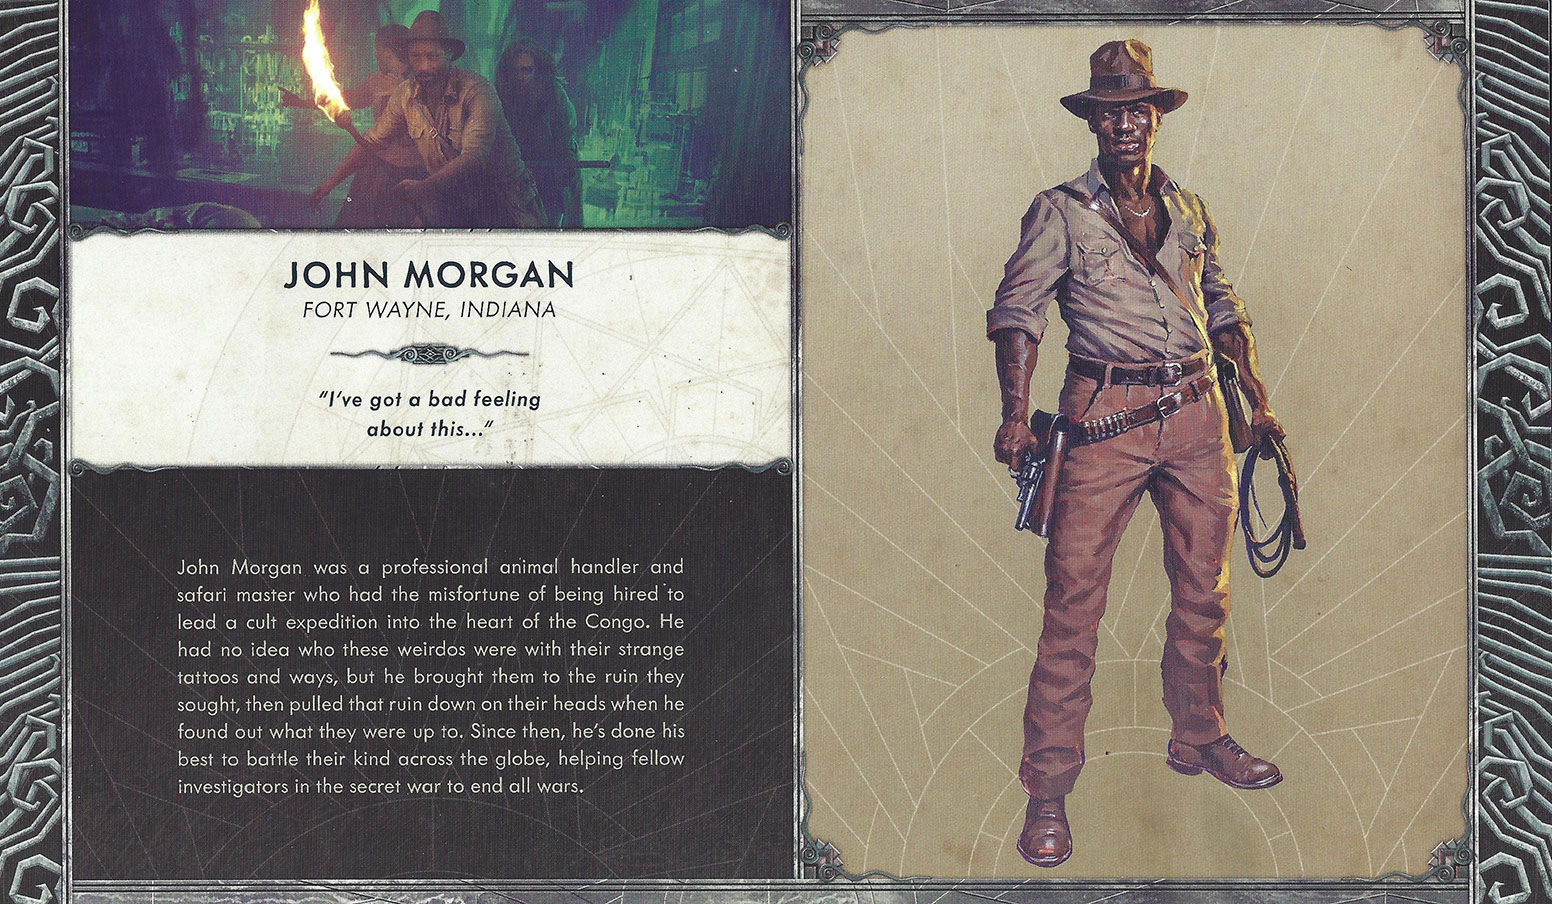 JOHN MORGAN
FORT WAYNE, INDIANA
“I’ve got a bad feeling
about this...”
John Morgan was a professional animal handler and
safari master who had the misfortune of being hired to
lead a cult expedition into the heart of the Congo. He
had no idea who these weirdos were with their strange
tattoos and ways, but he brought them to the ruin they
sought, then pulled that ruin down on their heads when he
found out what they were up to. Since then, he’s done his
best to battle their kind across the globe, helping fellow
investigators in the secret war to end all wars.